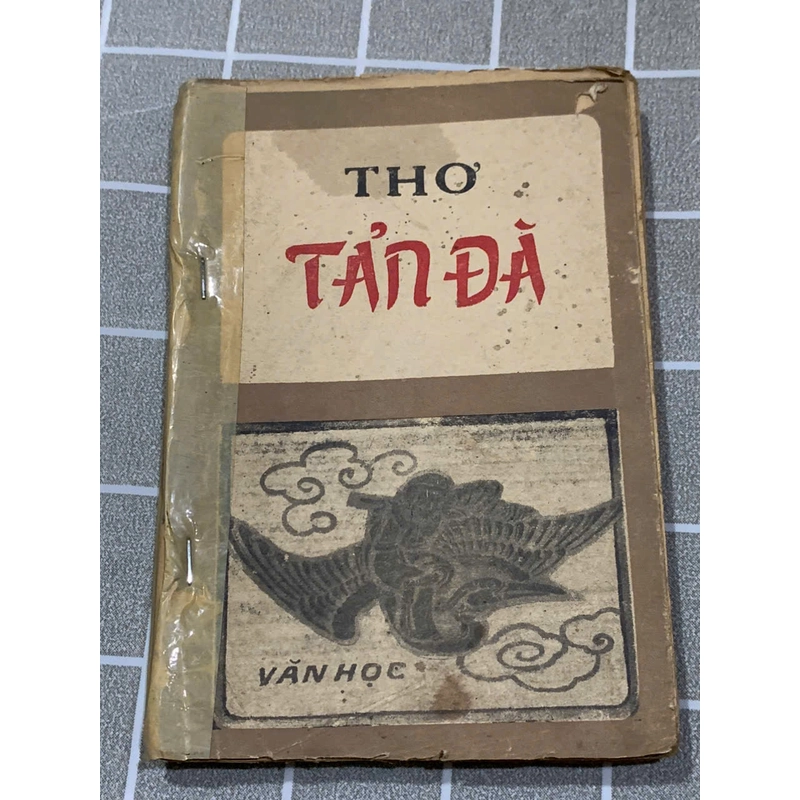 THƠ
TẢN ĐÀ
VĂN HỌC